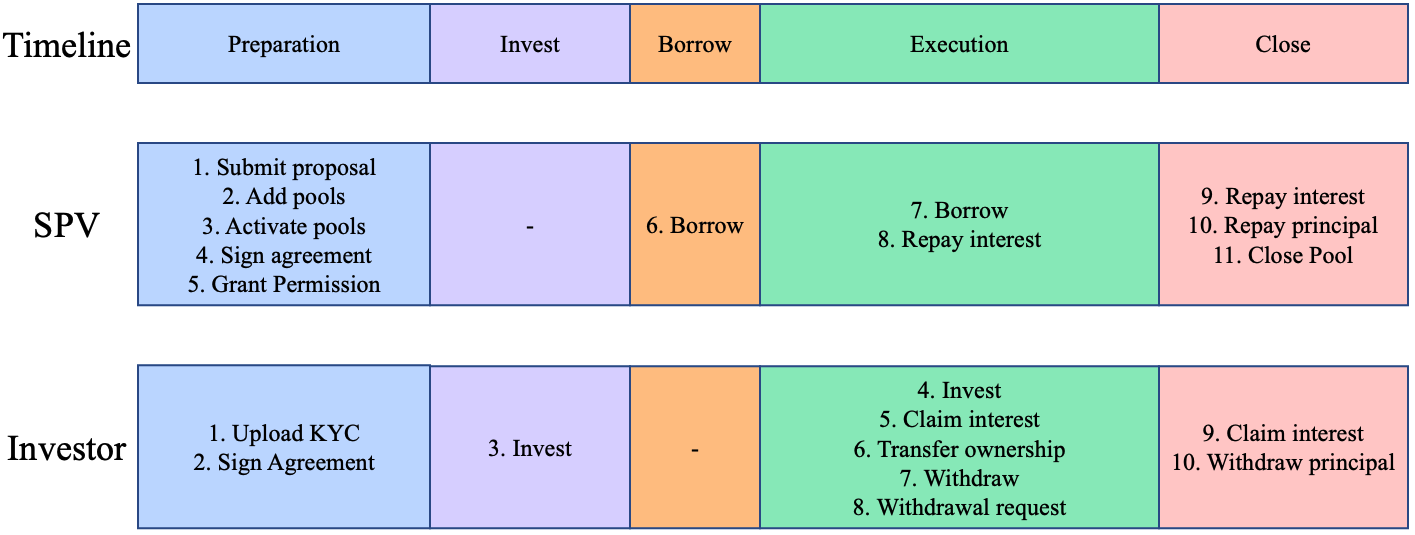 Timeline
Preparation
Invest
Borrow
Execution
Close
SPV
1. Submit proposal
2. Add pools
3. Activate pools
4. Sign agreement
5. Grant Permission
-
6. Borrow
7. Borrow
8. Repay interest
9. Repay interest
10. Repay principal
11. Close Pool
Investor
1. Upload KYC
2. Sign Agreement
3. Invest
-
4. Invest
5. Claim interest
6. Transfer ownership
7. Withdraw
8. Withdrawal request
9. Claim interest
10. Withdraw principal